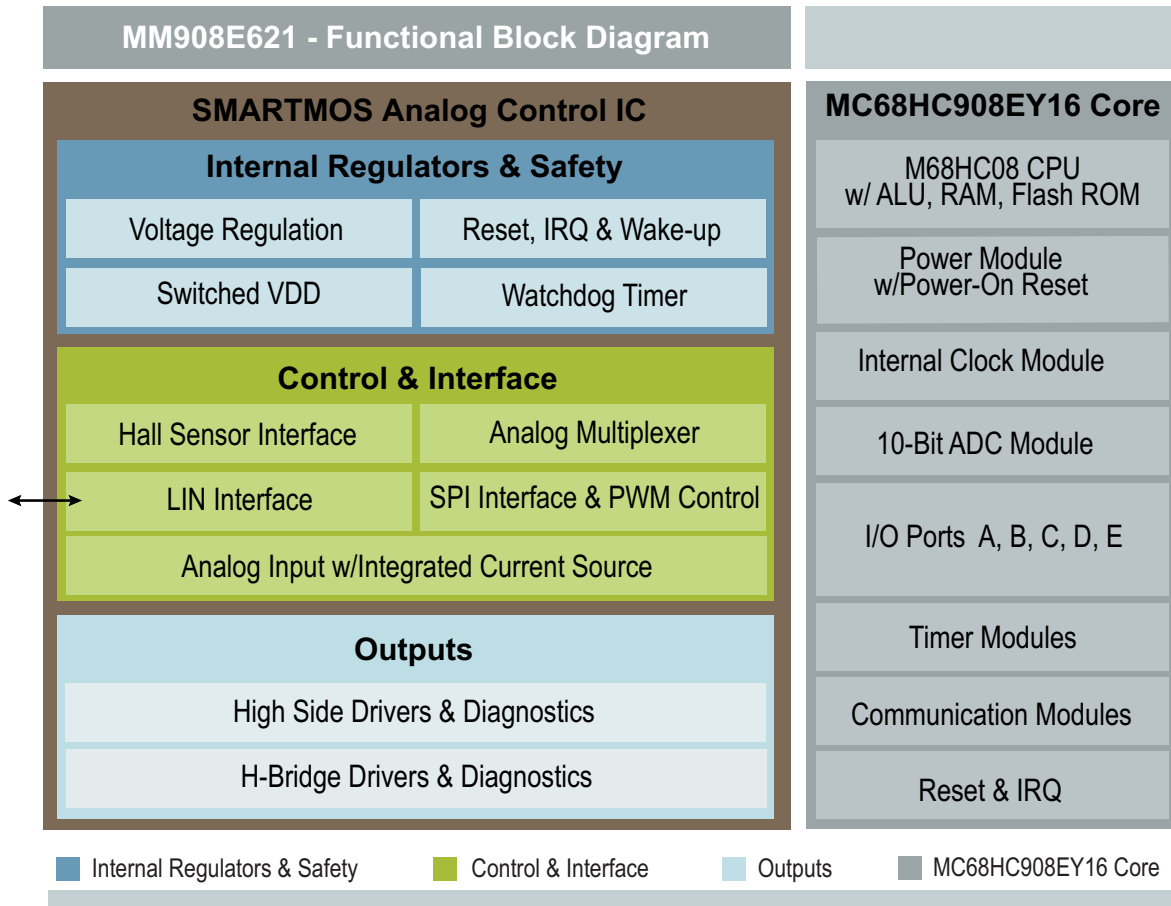 MM908E621 - Functional Block Diagram
SMARTMOS Analog Control IC
Internal Regulators & Safety
Voltage Regulation
Reset, IRQ & Wake-up
Switched VDD
Watchdog Timer
Control & Interface
Hall Sensor Interface
Analog Multiplexer
LIN Interface
SPI Interface & PWM Control
Analog Input w/Integrated Current Source
Outputs
High Side Drivers & Diagnostics
H-Bridge Drivers & Diagnostics
MC68HC908EY16 Core
M68HC08 CPU
w/ ALU, RAM, Flash ROM
Power Module
w/Power-On Reset
Internal Clock Module
10-Bit ADC Module
I/O Ports A, B, C, D, E
Timer Modules
Communication Modules
Reset & IRQ
Internal Regulators & Safety
Control & Interface
Outputs
MC68HC908EY16 Core